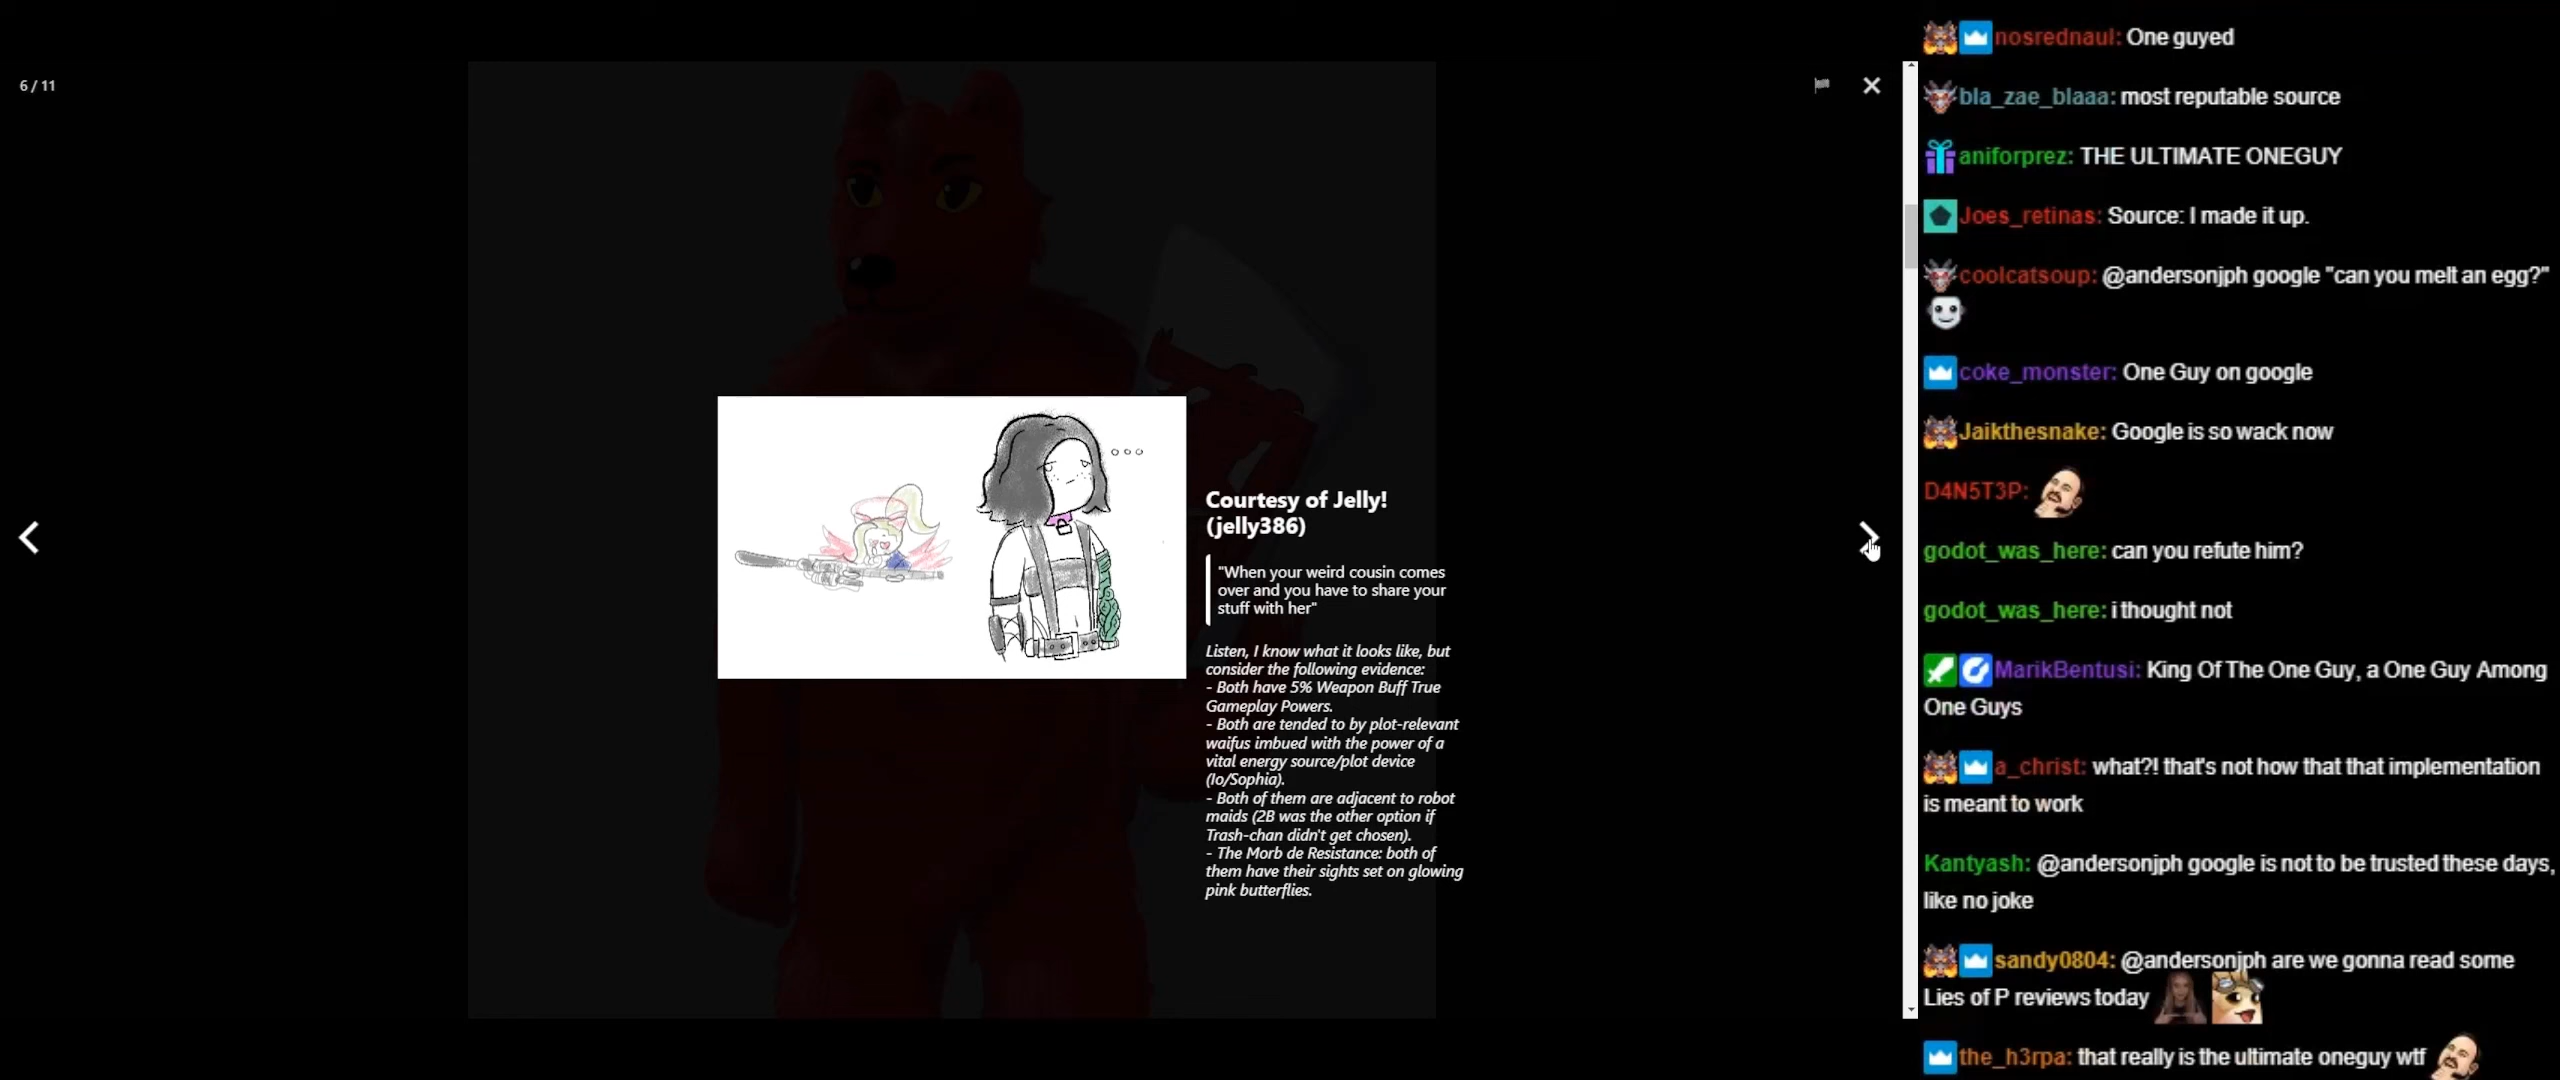 6 / 11
Courtesy of Jelly!
(jelly386)
"When your weird cousin comes
over and you have to share your
stuff with her"
Listen, I know what it looks like, but
consider the following evidence:
- Both have 5% Weapon Buff True
Gameplay Powers.
- Both are tended to by plot-relevant
waifus imbued with the power of a
vital energy source/plot device
(Io/Sophia).
- Both of them are adjacent to robot
maids (2B was the other option if
Trash-chan didn't get chosen).
- The Morb de Resistance: both of
them have their sights set on glowing
pink butterflies.
nosrednaul: One guyed
bla_zae_blaaa: most reputable source
aniforprez: THE ULTIMATE ONEGUY
Joes_retinas: Source: I made it up.
coolcatsoup: @andersonjph google "can you melt an egg?"
coke_monster: One Guy on google
Jaikthesnake: Google is so wack now
D4N5T3P:
godot_was_here: can you refute him?
godot_was_here: i thought not
MarikBentusi: King Of The One Guy, a One Guy Among
One Guys
a_christ: what?! that's not how that that implementation
is meant to work
Kantyash: @andersonjph google is not to be trusted these days,
like no joke
sandy0804: @andersonjph are we gonna read some
Lies of P reviews today
the_h3rpa: that really is the ultimate oneguy wtf